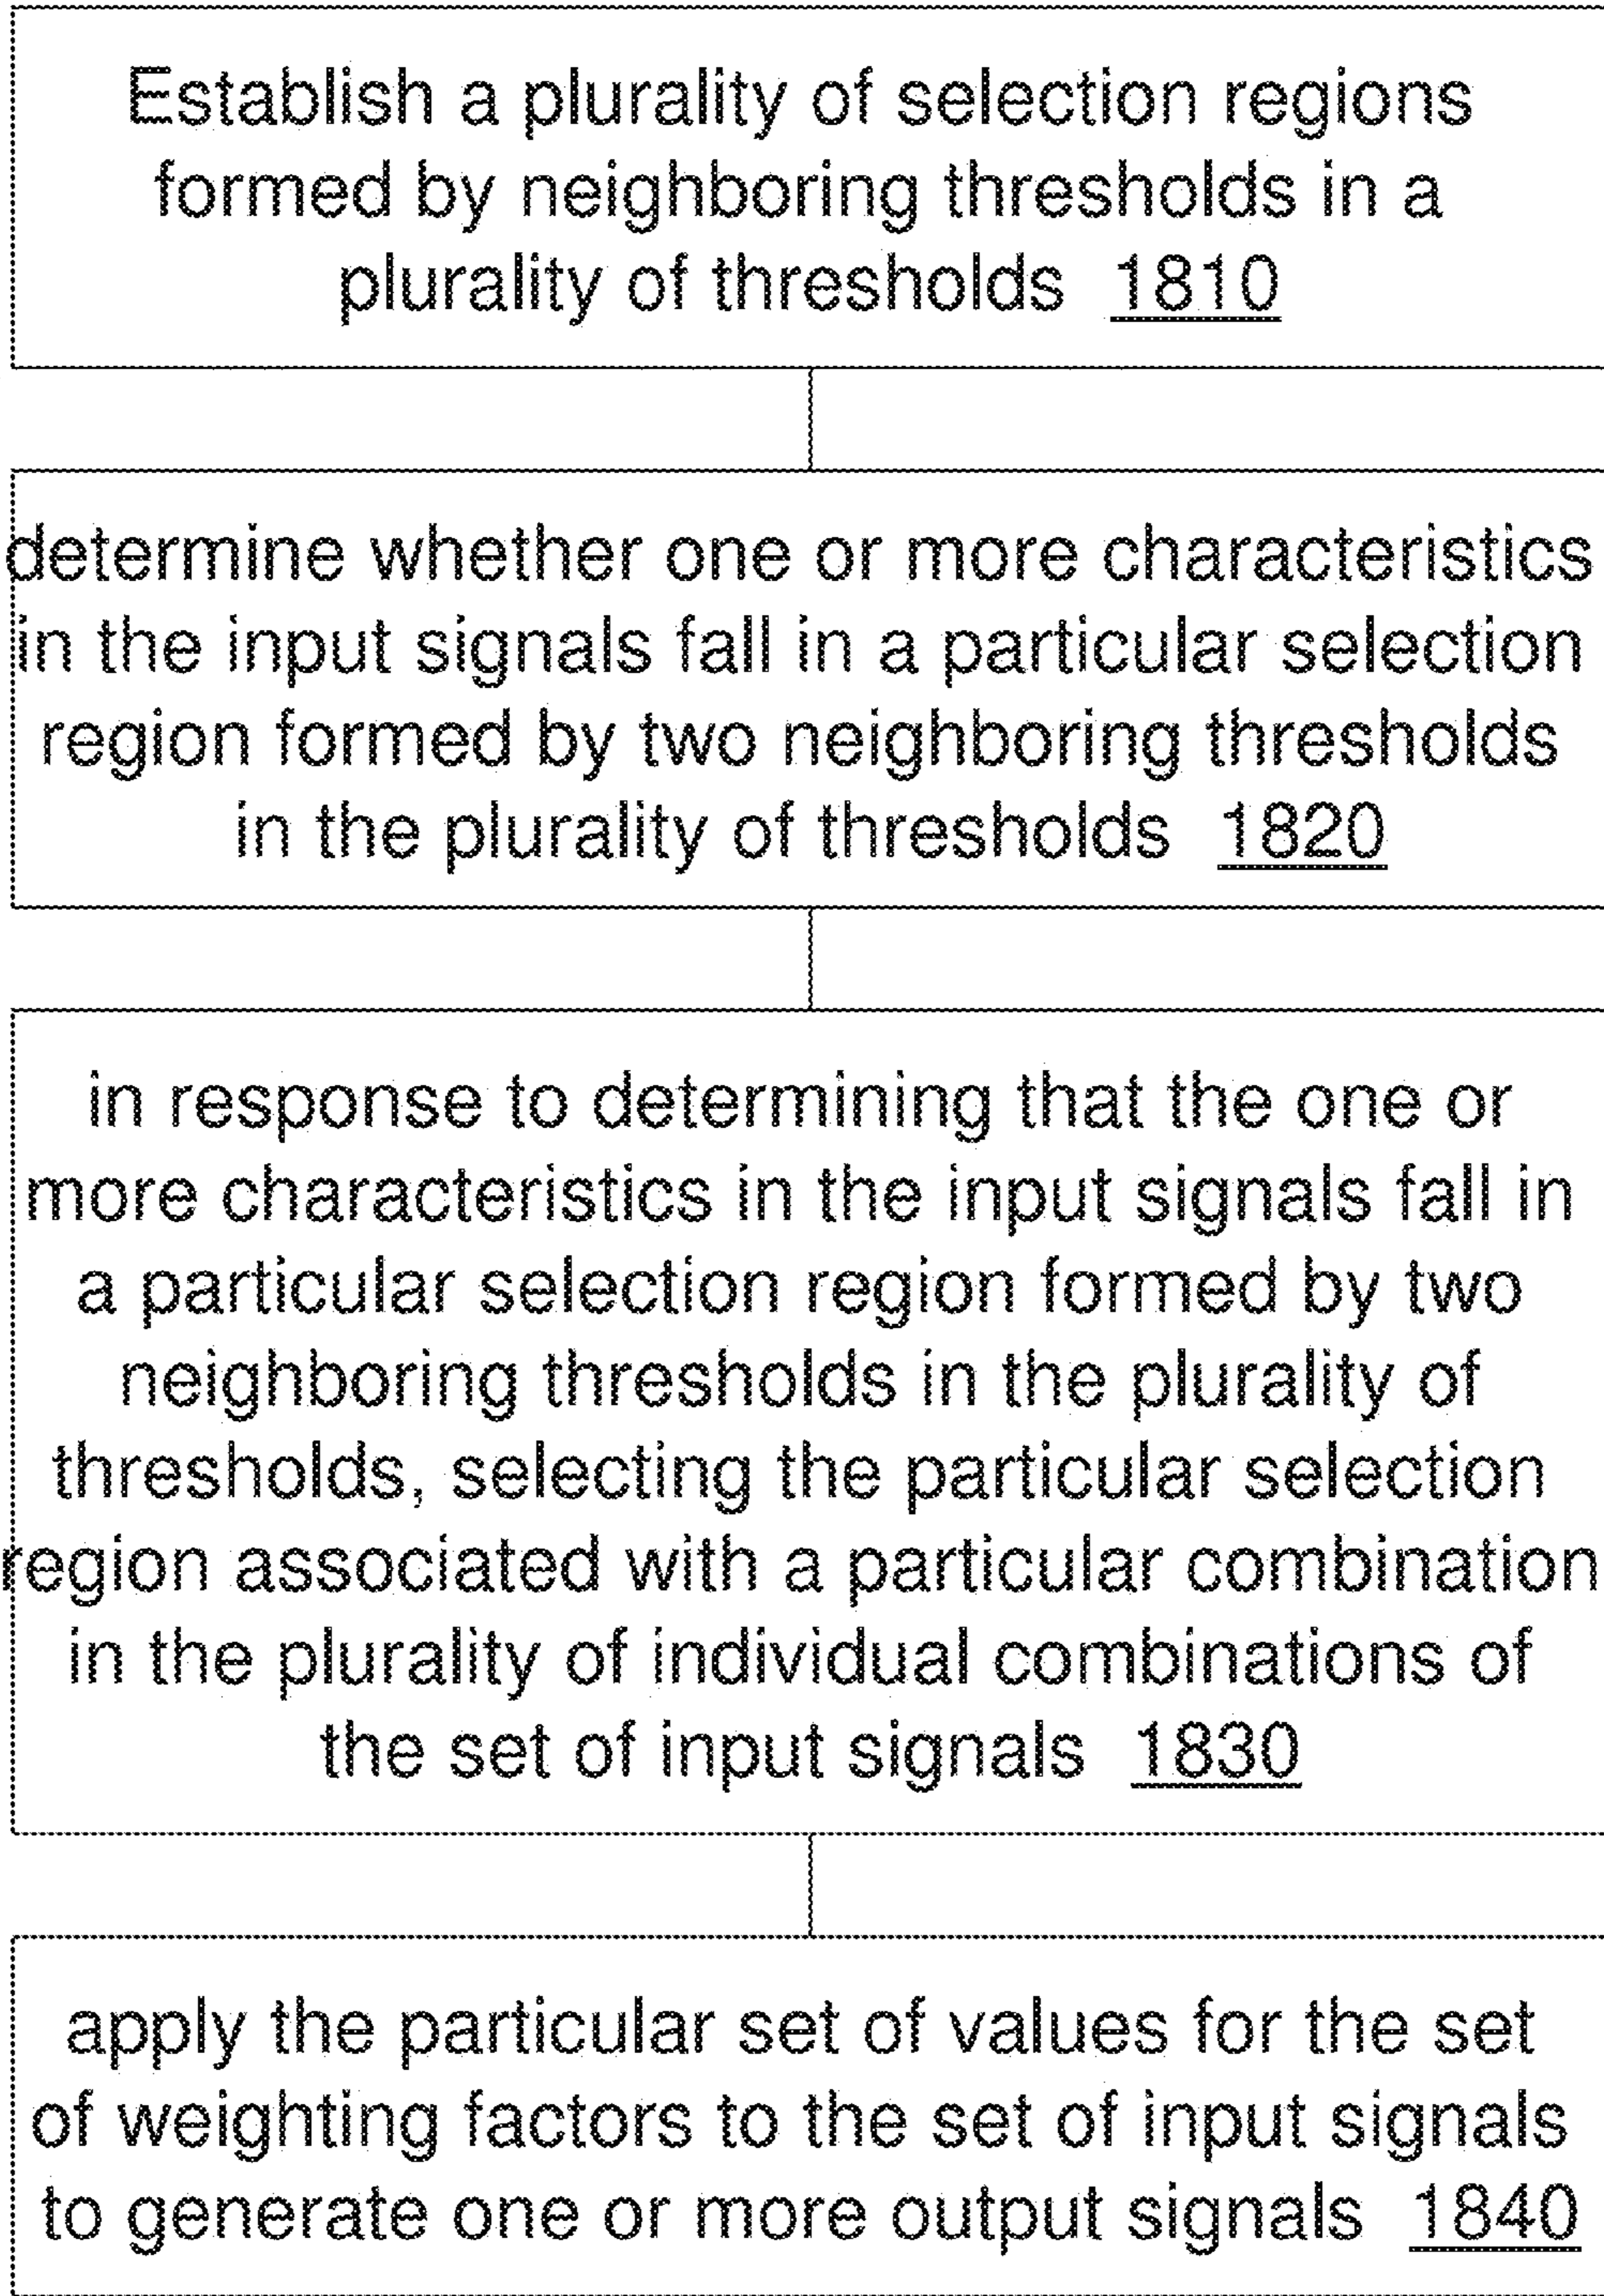 Establish a plurality of selection regions
formed by neighboring thresholds in a
plurality of thresholds 1810
determine whether one or more characteristics
in the input signals fall in a particular selection
region formed by two neighboring thresholds
in the plurality of thresholds 1820
in response to determining that the one or
more characteristics in the input signals fall in
a particular selection region formed by two
neighboring thresholds in the plurality of
thresholds, selecting the particular selection
region associated with a particular combination
in the plurality of individual combinations of
the set of input signals 1830
apply the particular set of values for the set
of weighting factors to the set of input signals
to generate one or more output signals 1840